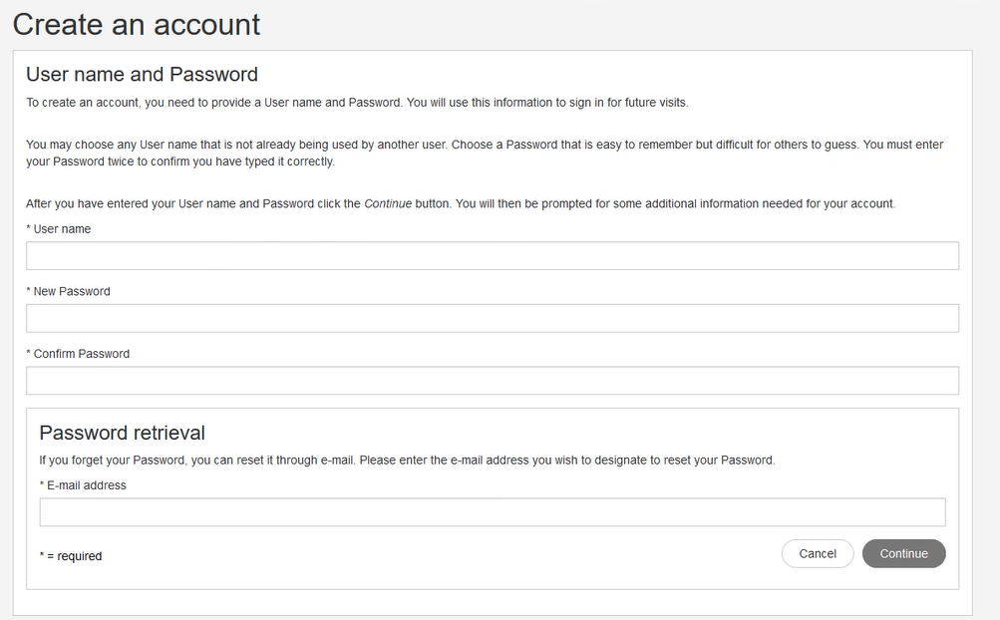 Create an account
User name and Password
To create an account, you need to provide a User name and Password. You will use this information to sign in for future visits.
You may choose any User name that is not already being used by another user. Choose a Password that is easy to remember but difficult for others to guess. You must enter
your Password twice to confirm you have typed it correctly.
After you have entered your User name and Password click the Continue button. You will then be prompted for some additional information needed for your account.
* User name
* New Password
* Confirm Password
Password retrieval
If you forget your Password, you can reset it through e-mail. Please enter the e-mail address you wish to designate to reset your Password.
* E-mail address
* = required
Cancel
Continue